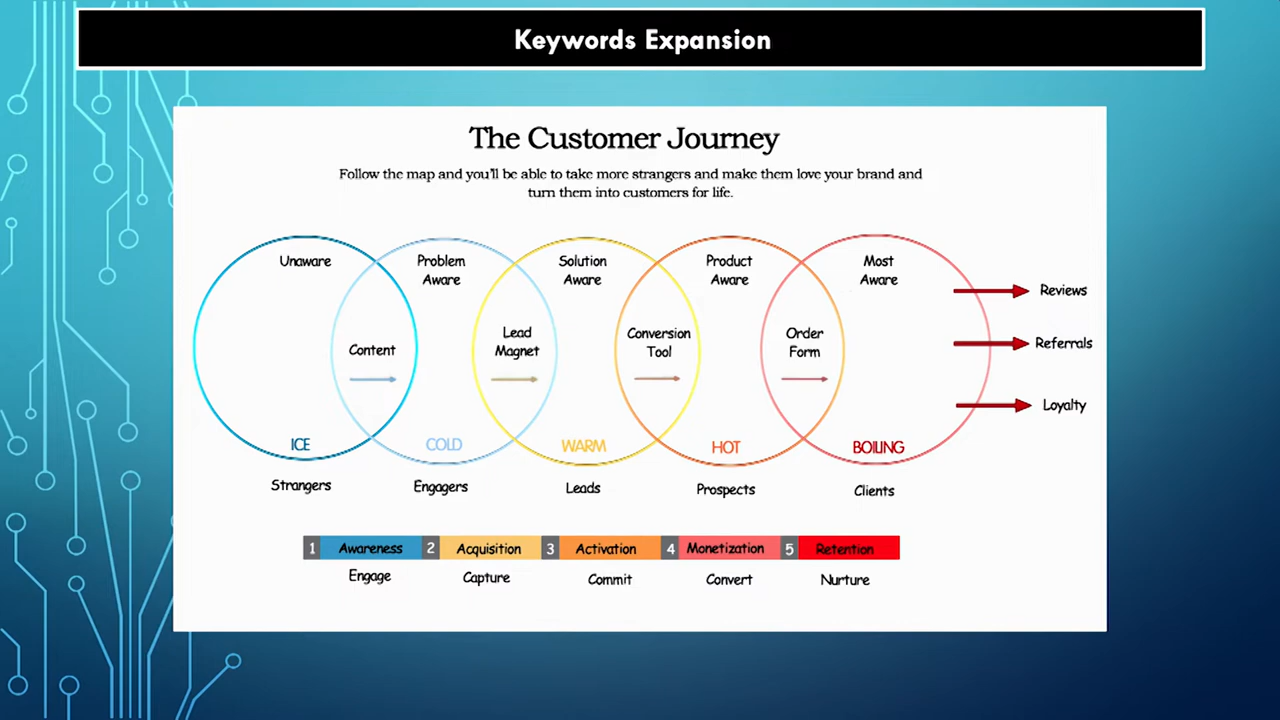 Keywords Expansion
The Customer Journey
Follow the map and you'll be able to take more strangers and make them love your brand and
turn them into customers for life.
Unaware
Problem
Aware
Solution
Aware
Product
Aware
Most
Aware
Content
Lead
Magnet
Conversion
Tool
Order
Form
Reviews
Referrals
Loyalty
ICE
COLD
WARM
HOT
BOILING
Strangers
Engagers
Leads
Prospects
Clients
1 Awareness 2 Acquisition 3 Activation 4 Monetization 5 Retention
Engage
Capture
Commit
Convert
Nurture